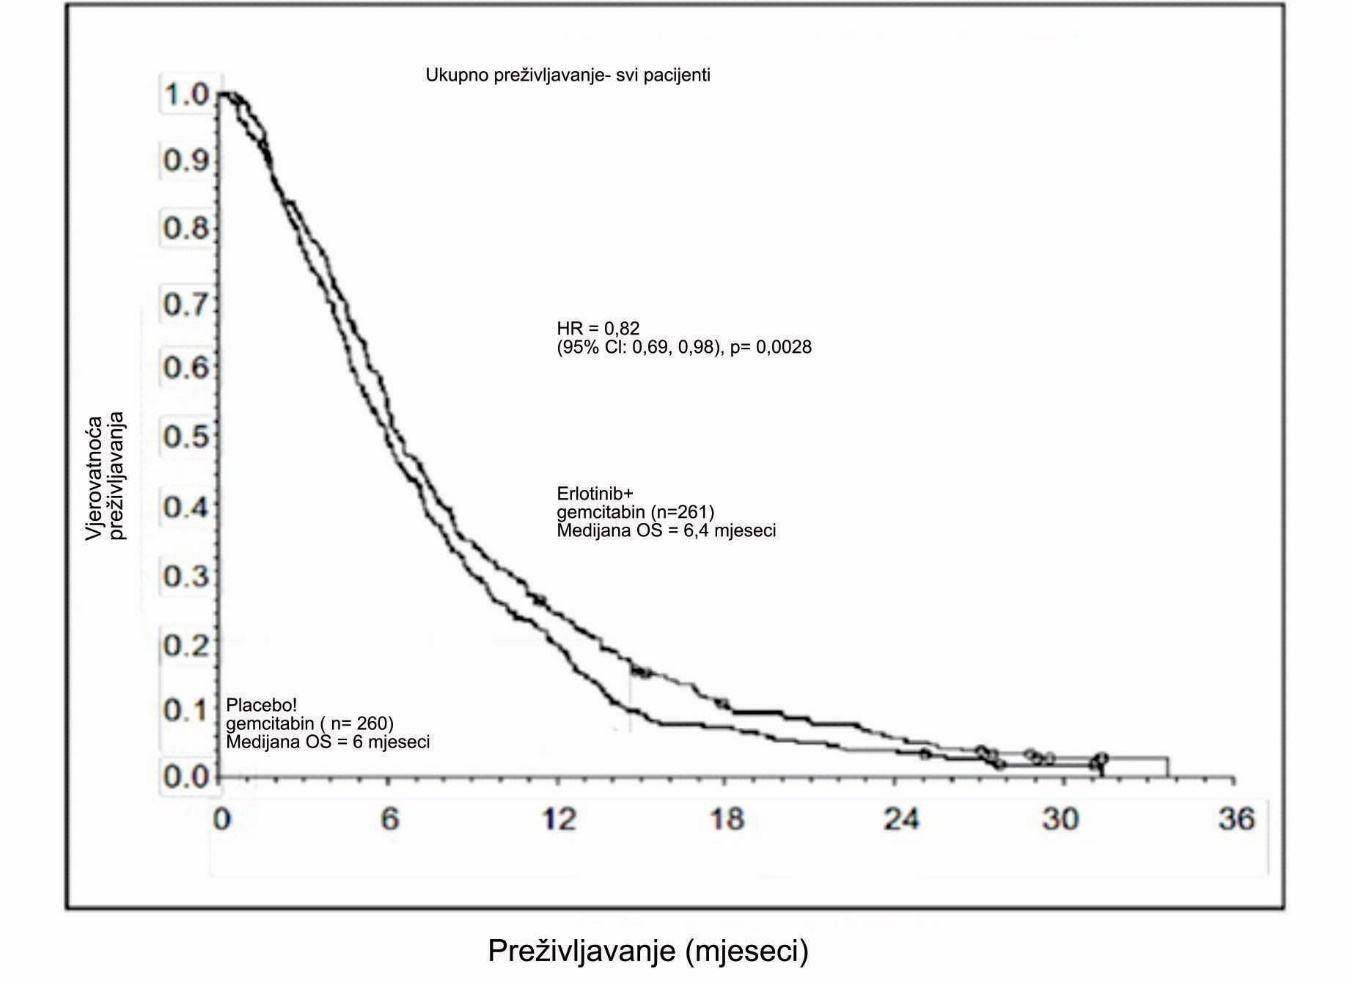 Ukupno preživljavanje- svi pacijenti
1.0
0.9
0.8
0.7
0.6
0.5
0.4
0.3
0.2
0.1
0.0
Vjerovatnoća
preživljavanja
HR = 0,82
(95% CI: 0,69, 0,98), p= 0,0028
Erlotinib+
gemcitabin (n=261)
Medijana OS = 6,4 mjeseci
Placebo!
gemcitabin ( n= 260)
Medijana OS = 6 mjeseci
0 6 12 18 24 30 36
Preživljavanje (mjeseci)